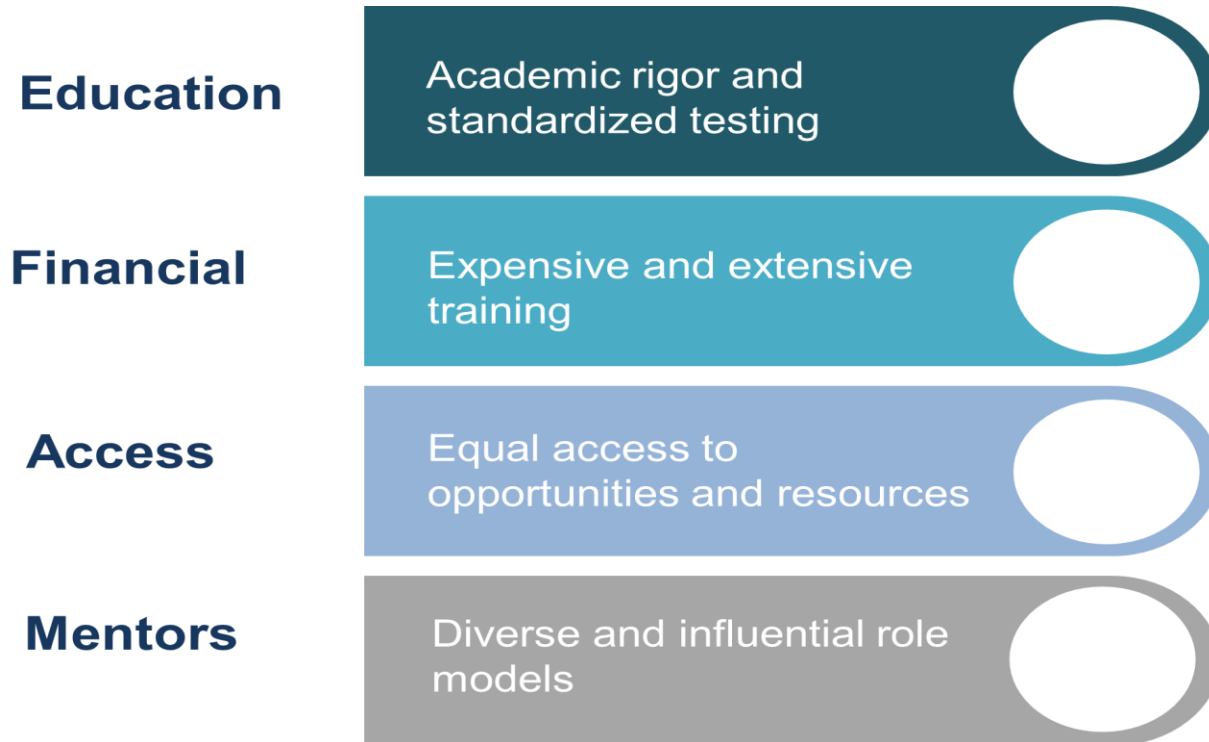 Education
Academic rigor and
standardized testing
Financial
Expensive and extensive
training
Access
Equal access to
opportunities and resources
Mentors
Diverse and influential role
models